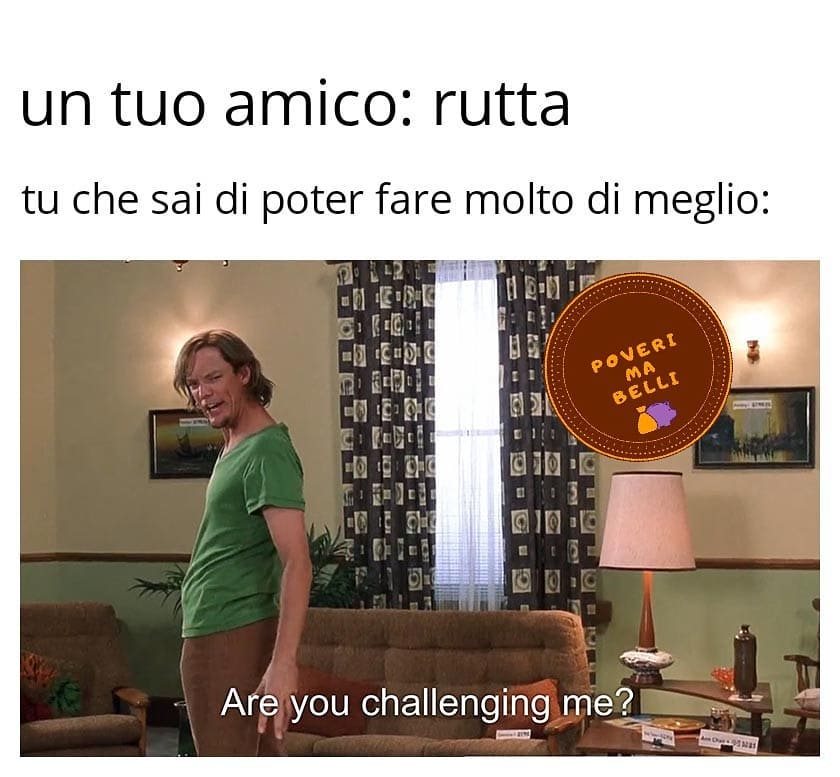 un tuo amico: rutta
tu che sai di poter fare molto di meglio:
POVERI
MA
BELLI
Are you challenging me?